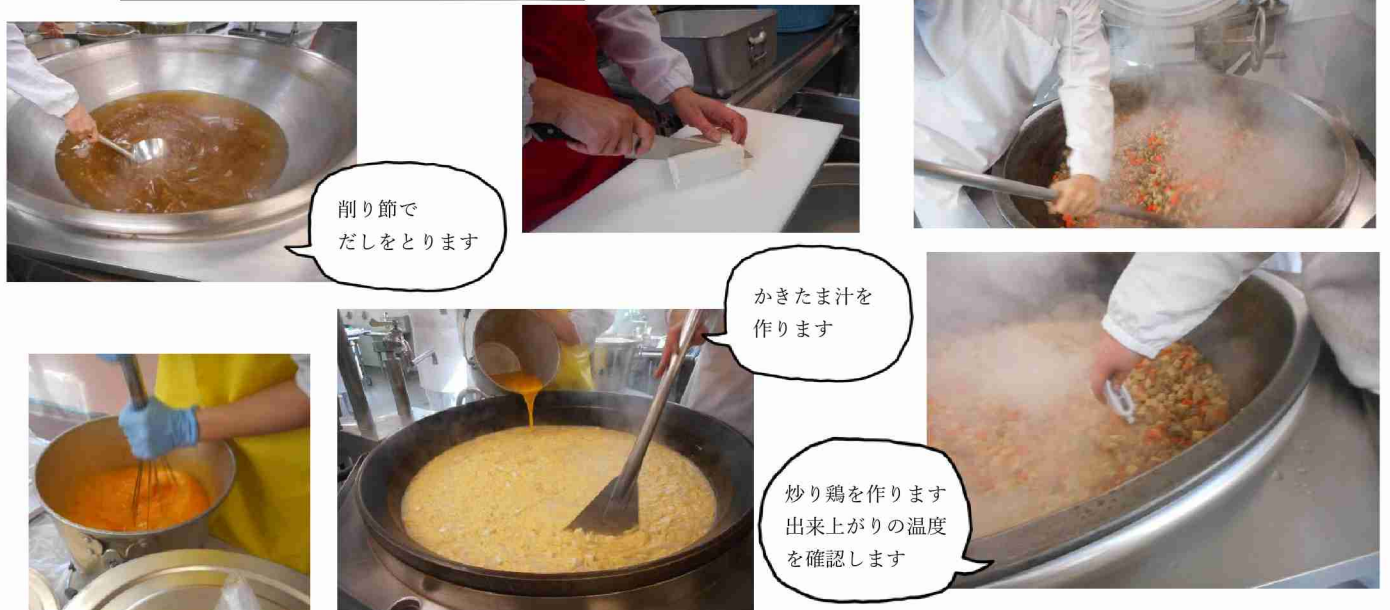 削り節で
だしをとります
かきたま汁を
作ります
炒り鶏を作ります
出来上がりの温度
を確認します